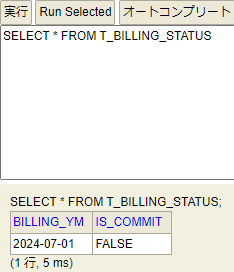 実行 Run Selected オートコンプリート
SELECT * FROM T_BILLING_STATUS
SELECT * FROM T_BILLING_STATUS;
BILLING_YM IS_COMMIT
2024-07-01 FALSE
(1 行, 5 ms)